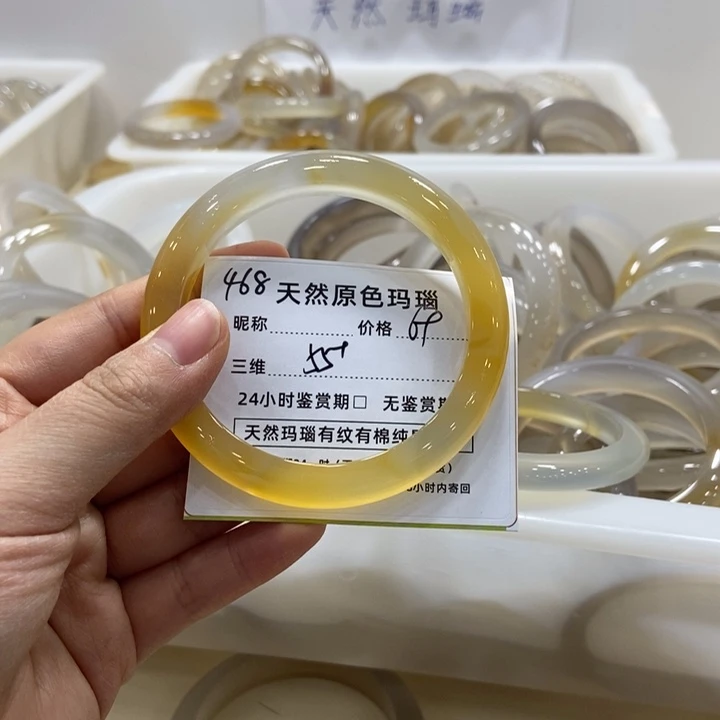 天然 玛瑙
468 天然原色玛瑙
昵称 价格 69
三维 55
24小时鉴赏期□ 无鉴赏期
天然玛瑙有纹有棉纯
小时内寄回